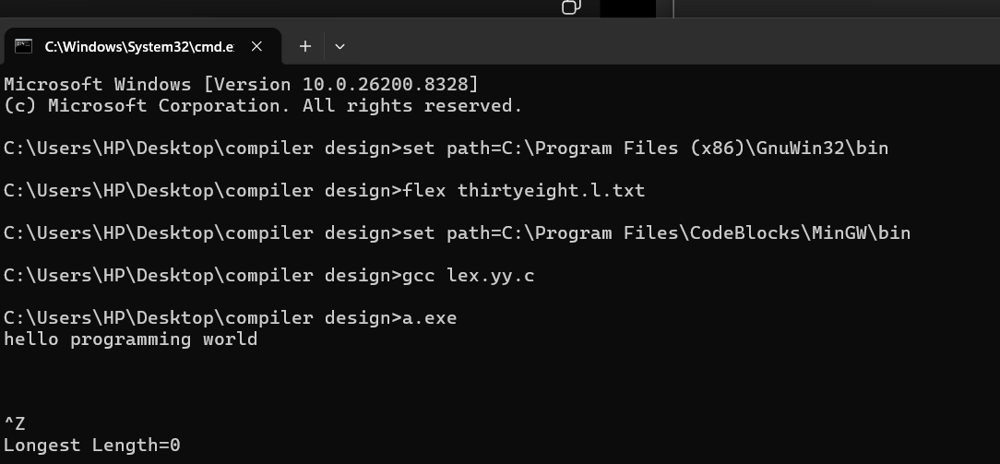 C:\Windows\System32\cmd.e
Microsoft Windows [Version 10.0.26200.8328]
(c) Microsoft Corporation. All rights reserved.
C:\Users\HP\Desktop\compiler design>set path=C:\Program Files (x86)\GnuWin32\bin
C:\Users\HP\Desktop\compiler design>flex thirtyeight.l.txt
C:\Users\HP\Desktop\compiler design>set path=C:\Program Files\CodeBlocks\MinGW\bin
C:\Users\HP\Desktop\compiler design>gcc lex.yy.c
C:\Users\HP\Desktop\compiler design>a.exe
hello programming world
^Z
Longest Length=0